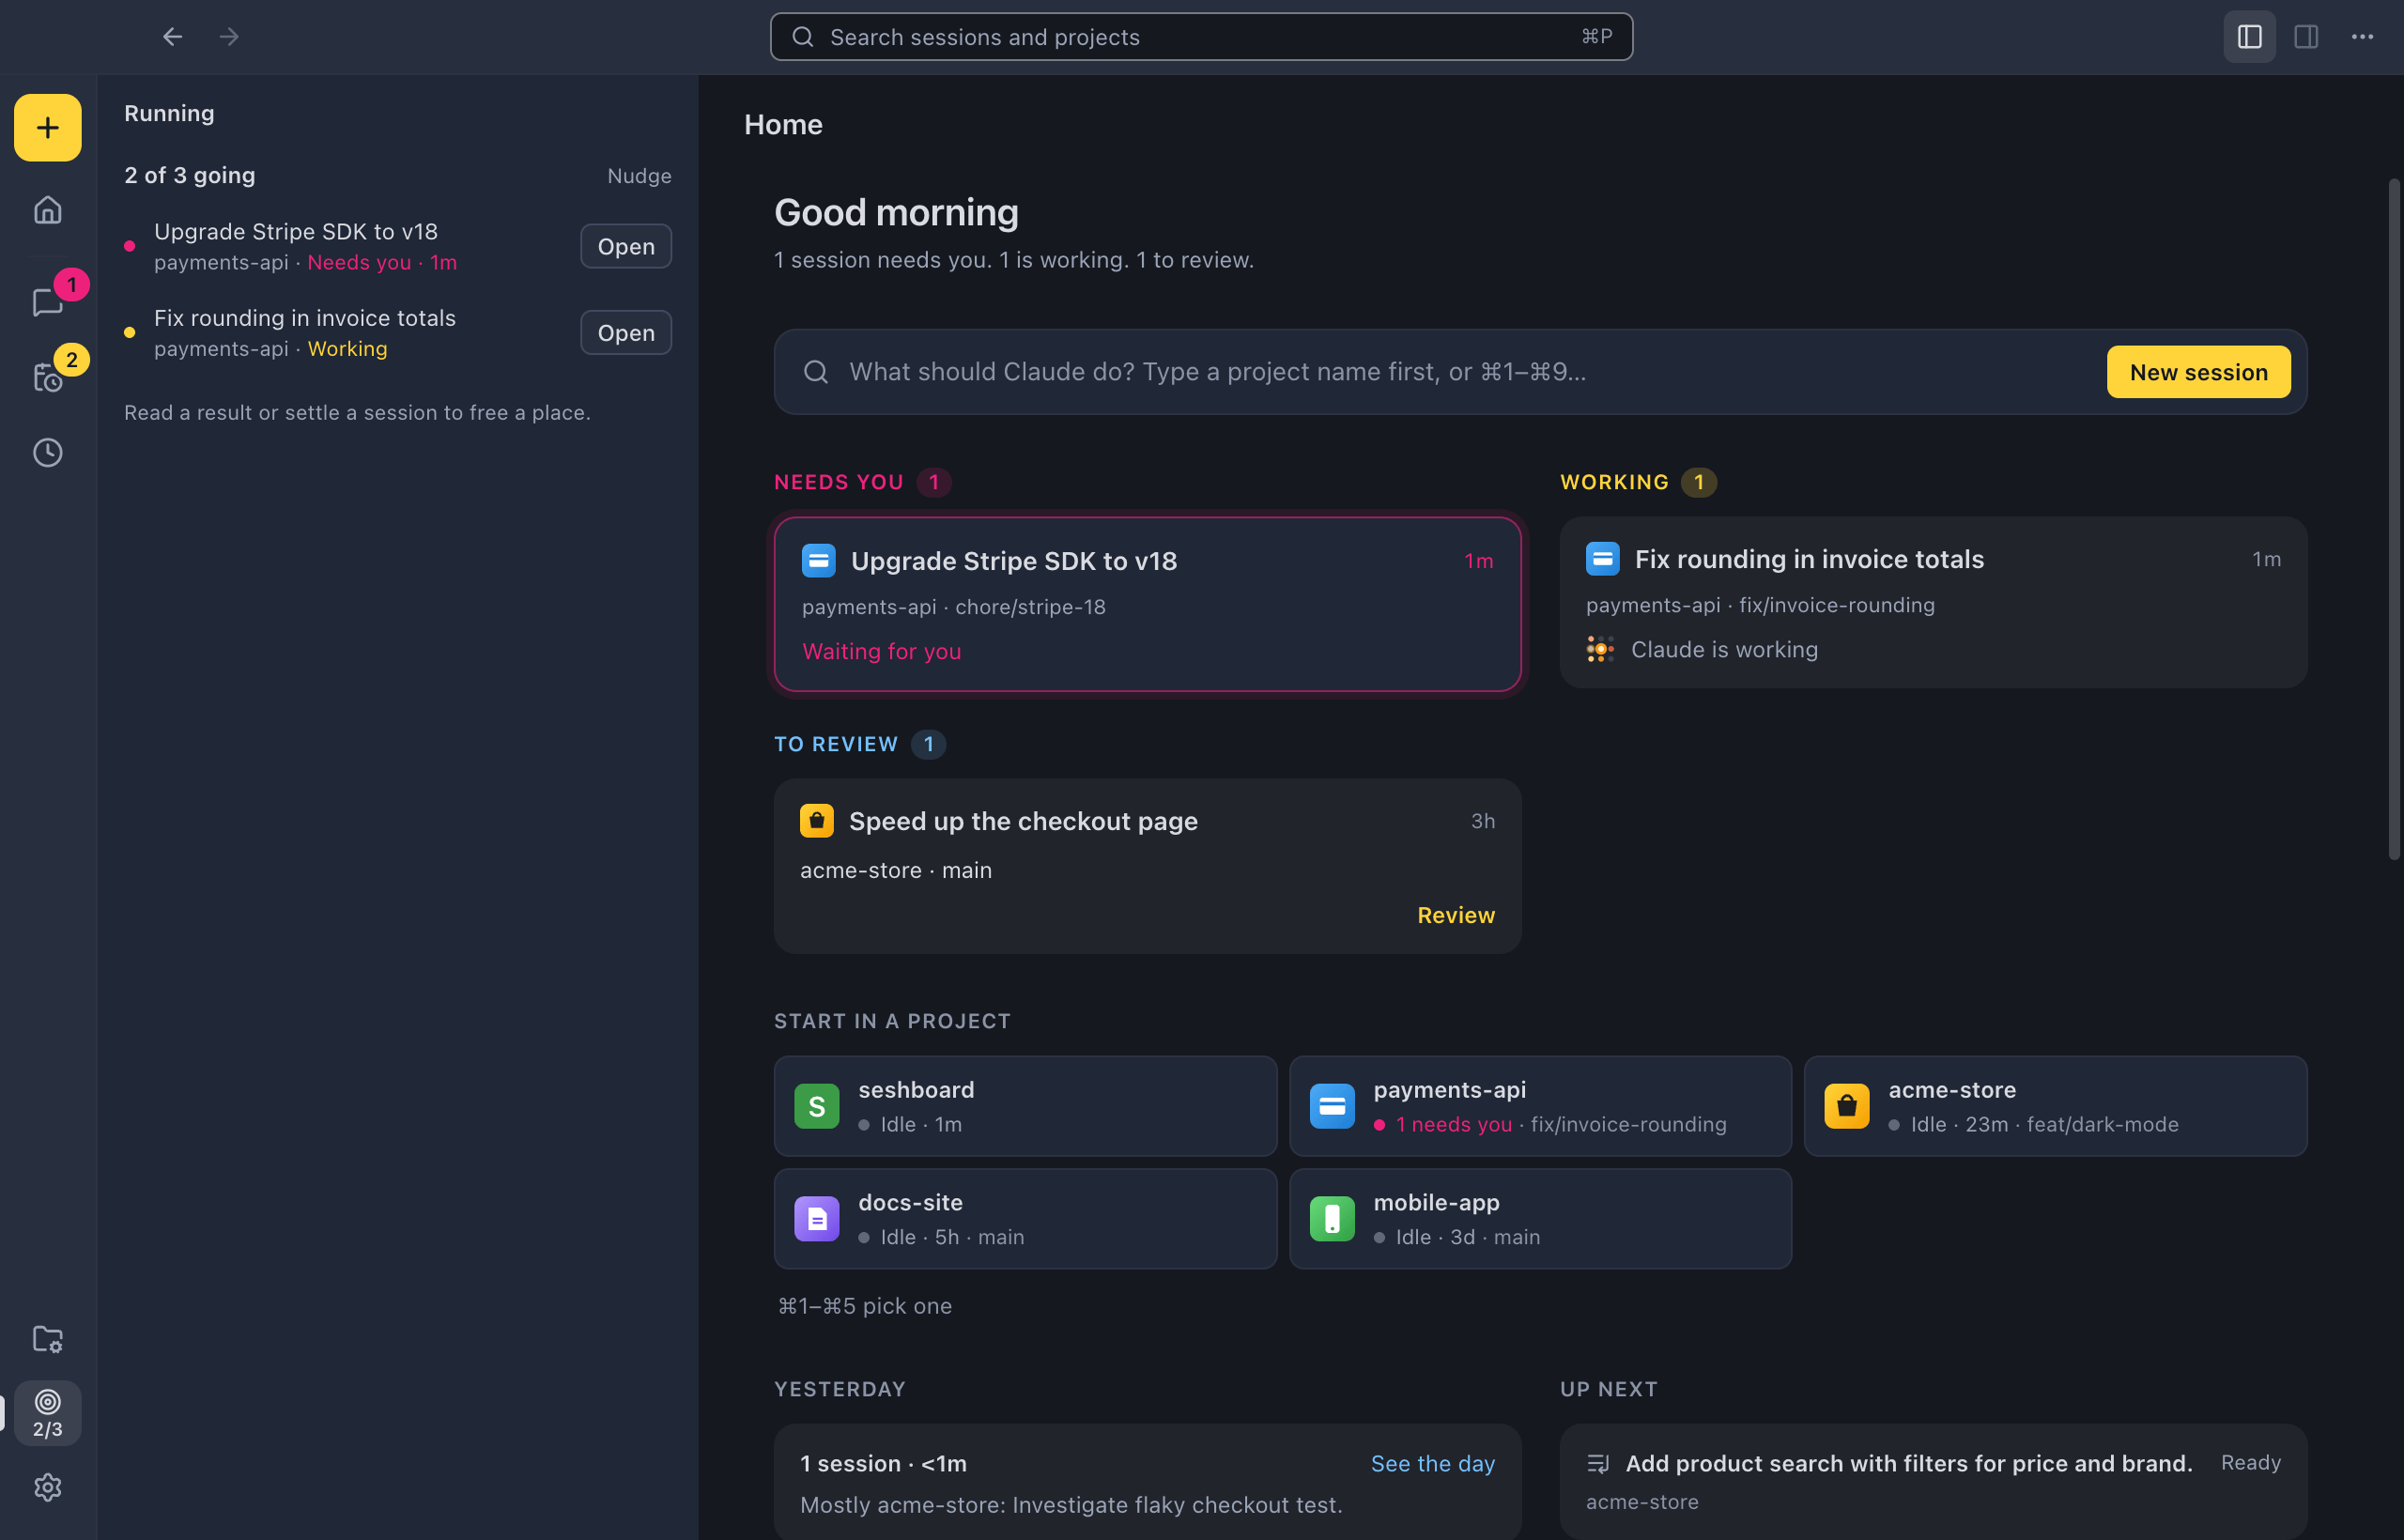 Search sessions and projects ⌘P
Running
2 of 3 going Nudge
Upgrade Stripe SDK to v18
payments-api · Needs you · 1m
Open
Fix rounding in invoice totals
payments-api · Working
Open
Read a result or settle a session to free a place.
1
2
2/3
Home
Good morning
1 session needs you. 1 is working. 1 to review.
What should Claude do? Type a project name first, or ⌘1–⌘9...
New session
NEEDS YOU 1
Upgrade Stripe SDK to v18 1m
payments-api · chore/stripe-18
Waiting for you
WORKING 1
Fix rounding in invoice totals 1m
payments-api · fix/invoice-rounding
Claude is working
TO REVIEW 1
Speed up the checkout page 3h
acme-store · main
Review
START IN A PROJECT
S
seshboard
Idle · 1m
payments-api
1 needs you · fix/invoice-rounding
acme-store
Idle · 23m · feat/dark-mode
docs-site
Idle · 5h · main
mobile-app
Idle · 3d · main
⌘1–⌘5 pick one
YESTERDAY
1 session · <1m See the day
Mostly acme-store: Investigate flaky checkout test.
UP NEXT
Add product search with filters for price and brand. Ready
acme-store